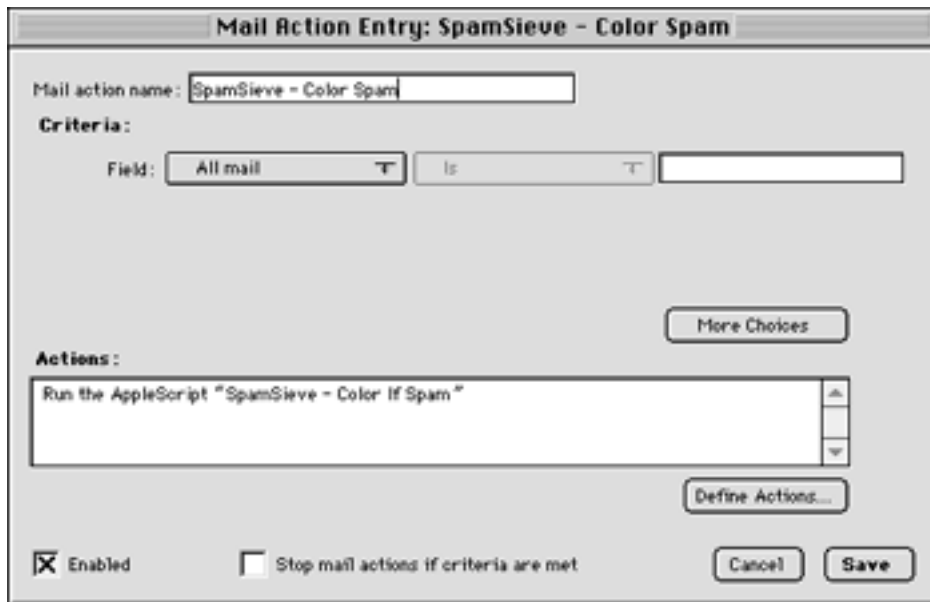 Mail Action Entry: SpamSieve - Color Spam
Mail action name: SpamSieve - Color Spam
Criteria:
Field: All mail Is
More Choices
Actions:
Run the AppleScript "SpamSieve - Color If Spam"
Define Actions...
Enabled Stop mail actions if criteria are met Cancel Save